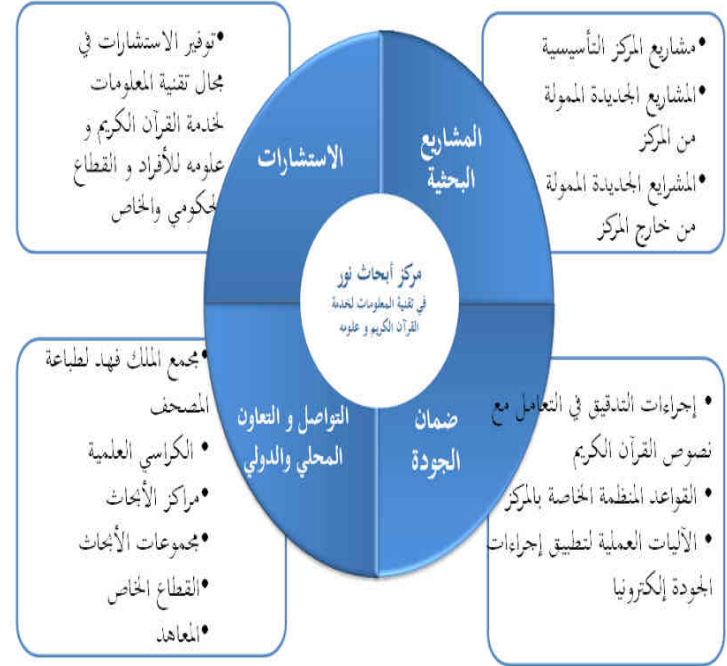 •مشاريع المركز التأسيسية
•المشاريع الجديدة الممولة
من المركز
•المشرايع الجديدة الممولة
من خارج المركز
•توفير الاستشارات في
مجال تقنية المعلومات
لخدمة القرآن الكريم و
علومه للأفراد و القطاع
الحكومي والخاص
المشاريع
البحثية
الاستشارات
مركز أبحاث نور
في تقنية المعلومات لخدمة
القرآن الكريم و علومه
ضمان
الجودة
التواصل و التعاون
المحلي والدولي
• إجراءات التدقيق في التعامل مع
نصوص القرآن الكريم
• القواعد المنظمة الخاصة بالمركز
• الآليات العملية لتطبيق إجراءات
الجودة إلكترونيا
•مجمع الملك فهد لطباعة
المصحف
• الكراسي العلمية
•مراكز الأبحاث
•مجموعات الأبحاث
•القطاع الخاص
•المعاهد